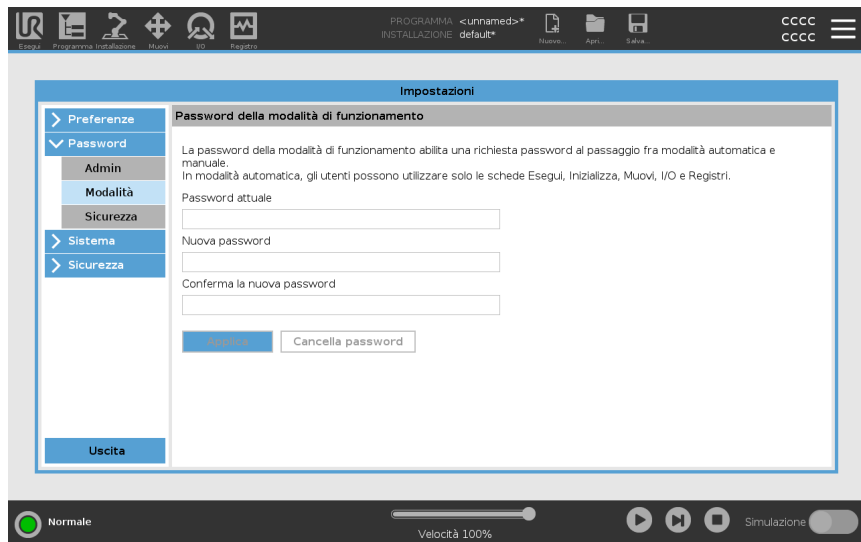 PROGRAMMA <unnamed>*
INSTALLAZIONE default*
CCCC
CCCC
Esegui Programma Installazione Muovi I/O Registro
Nuovo... Apri... Salva...
Impostazioni
Preferenze
Password
Admin
Modalità
Sicurezza
Sistema
Sicurezza
Uscita
Password della modalità di funzionamento
La password della modalità di funzionamento abilita una richiesta password al passaggio fra modalità automatica e
manuale.
In modalità automatica, gli utenti possono utilizzare solo le schede Esegui, Inizializza, Muovi, I/O e Registri.
Password attuale
Nuova password
Conferma la nuova password
Applica Cancella password
Normale
Velocità 100%
Simulazione